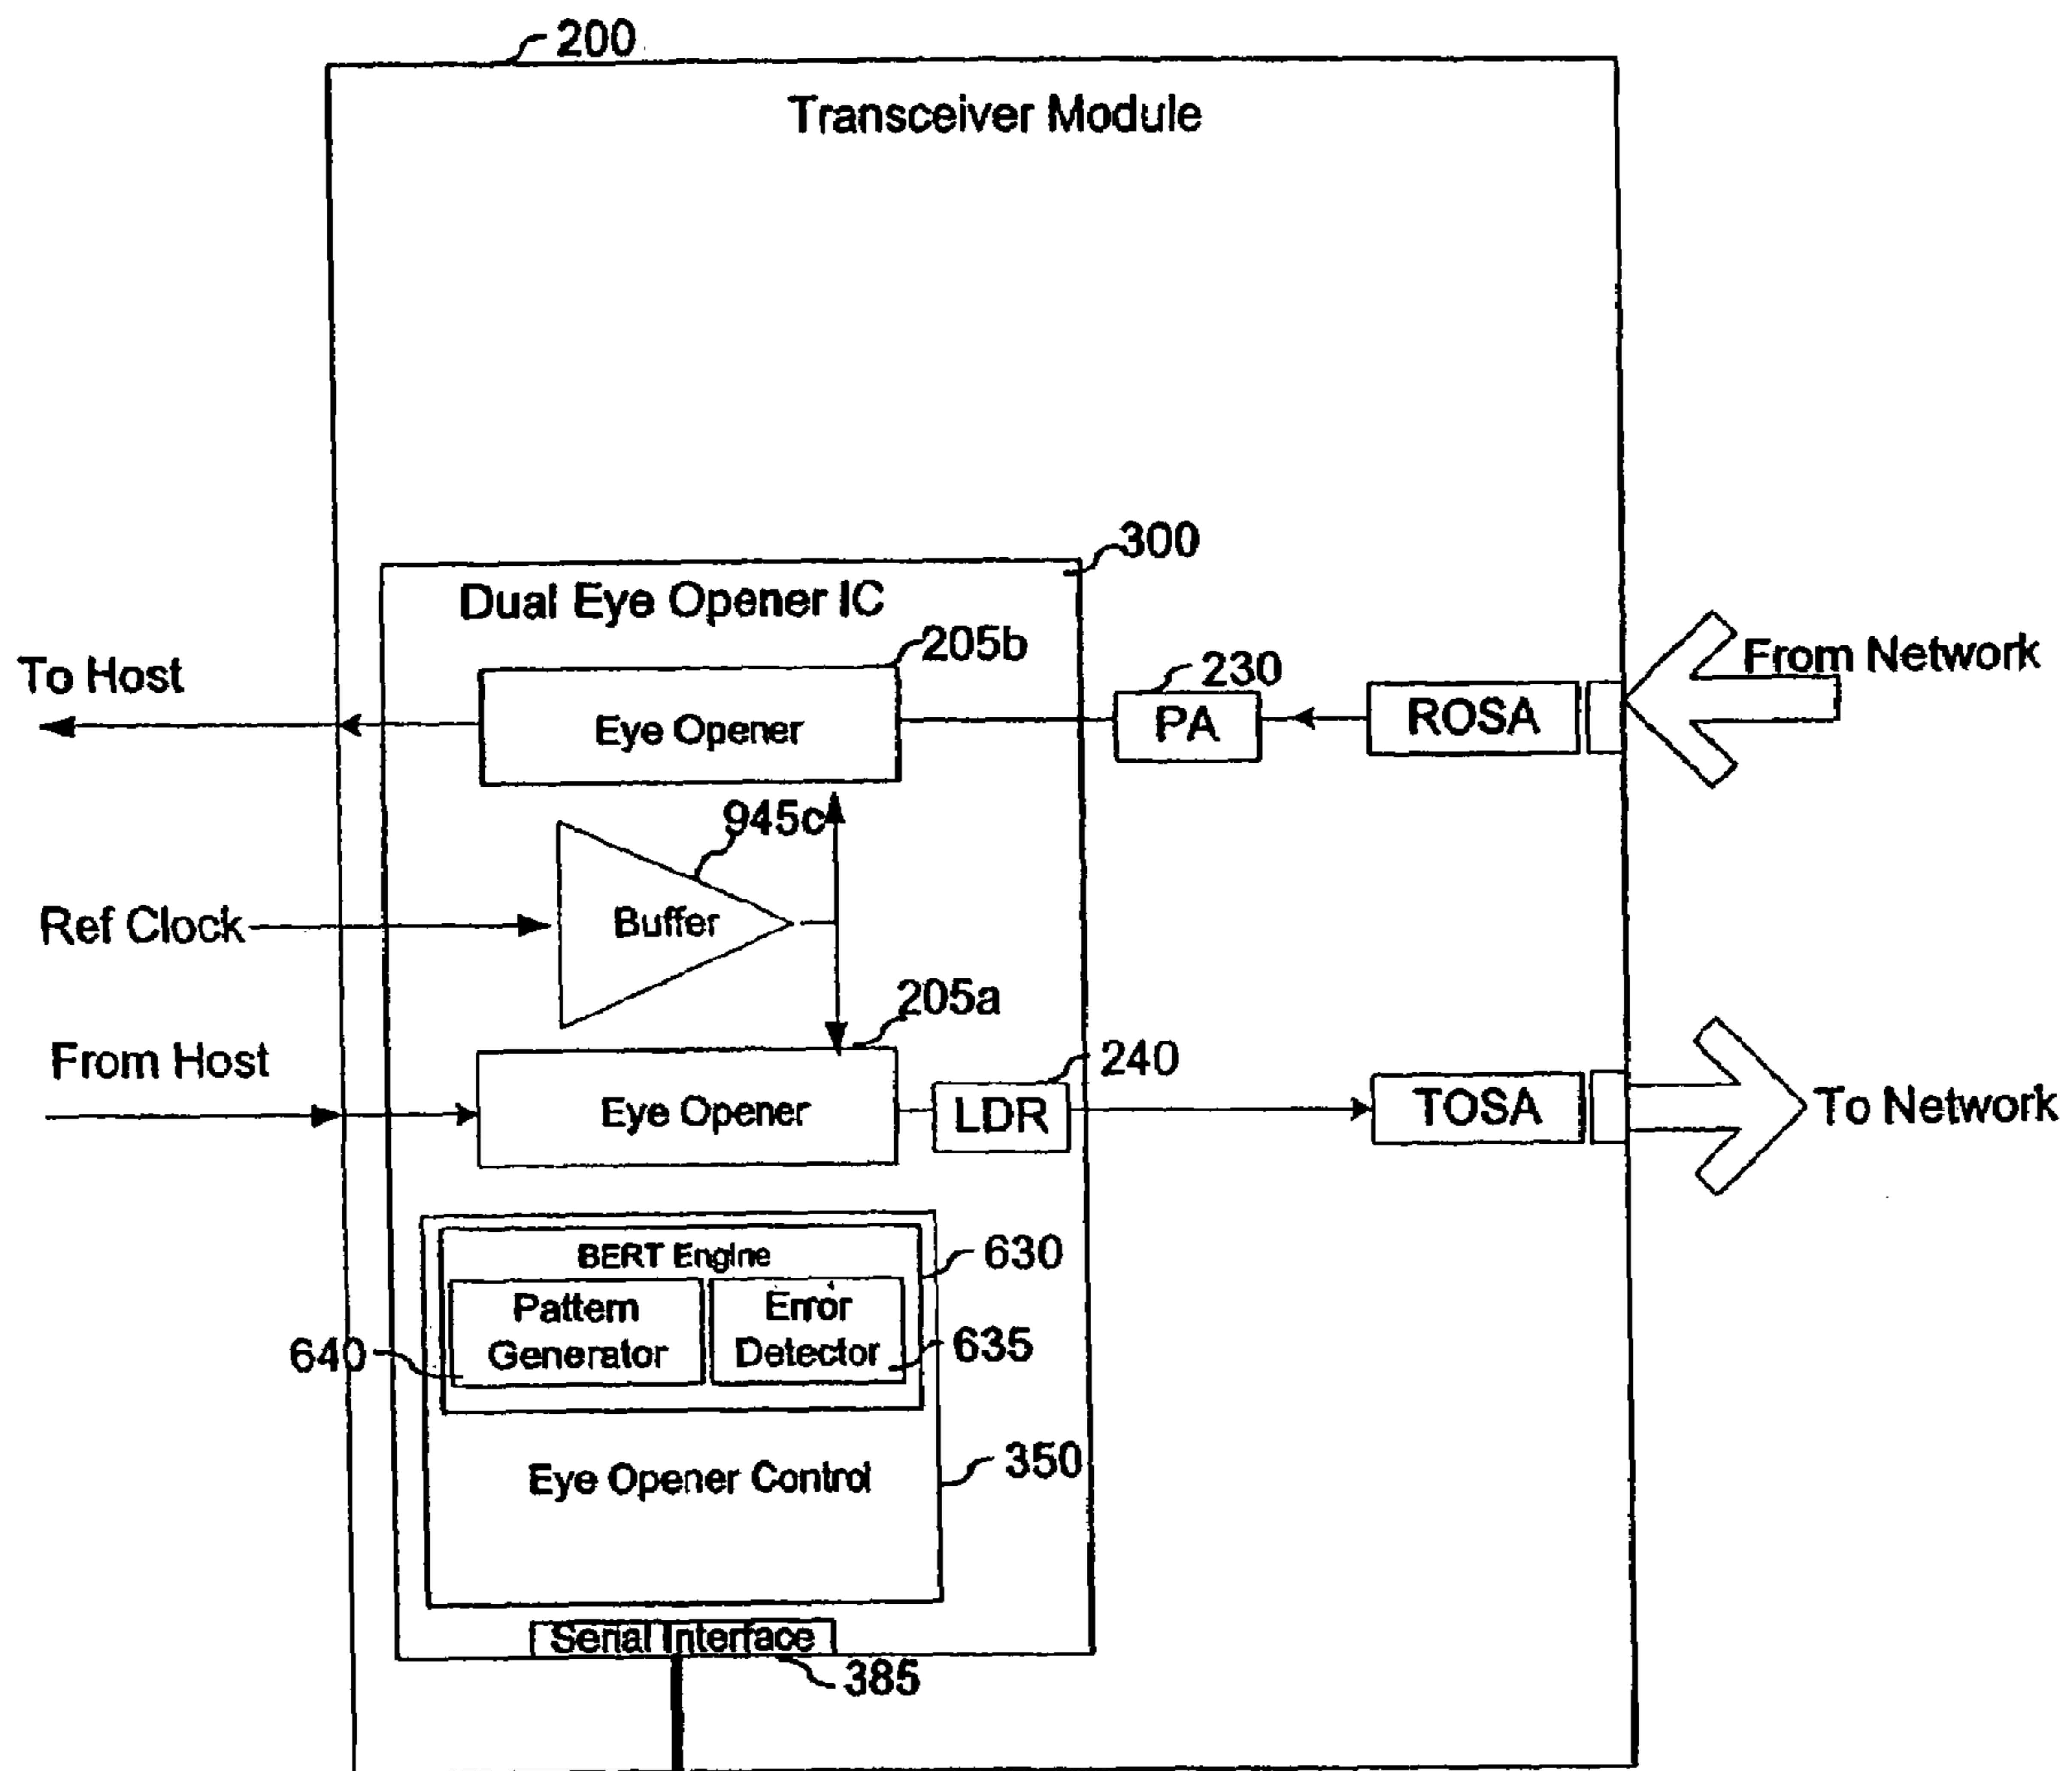 200
Transceiver Module
300
Dual Eye Opener IC
205b
To Host
Eye Opener
230
PA
ROSA
From Network
945c
Ref Clock
Buffer
205a
From Host
Eye Opener
240
LDR
TOSA
To Network
BERT Engine
630
Pattern
Generator
Error
Detector
640
635
Eye Opener Control
350
Serial Interface
385